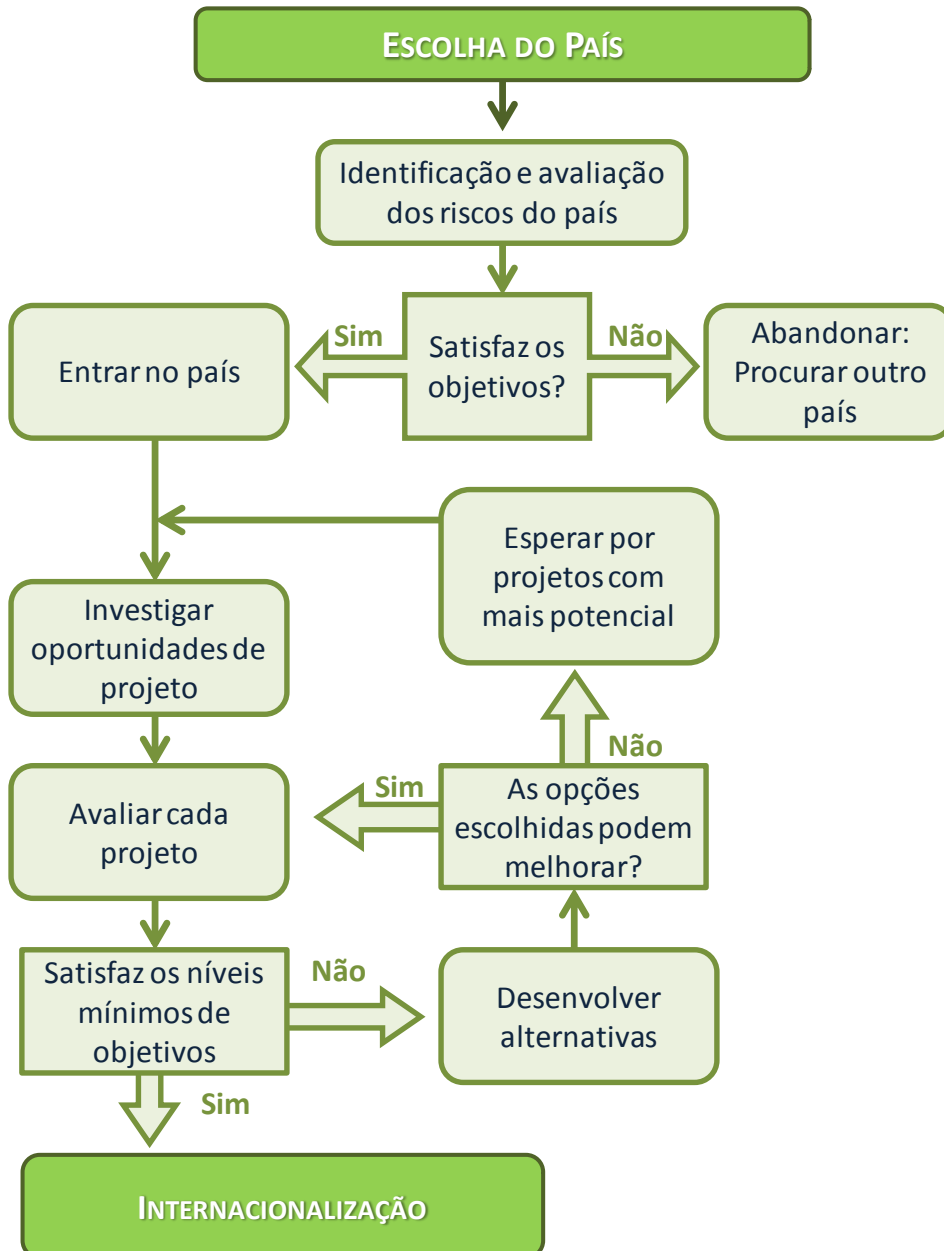 ESCOLHA DO PAÍS
Identificação e avaliação
dos riscos do país
Sim
Satisfaz os
objetivos?
Não
Entrar no país
Abandonar:
Procurar outro
país
Esperar por
projetos com
mais potencial
Investigar
oportunidades de
projeto
Não
Sim
As opções
escolhidas podem
melhorar?
Avaliar cada
projeto
Satisfaz os níveis
mínimos de
objetivos
Não
Desenvolver
alternativas
Sim
INTERNACIONALIZAÇÃO